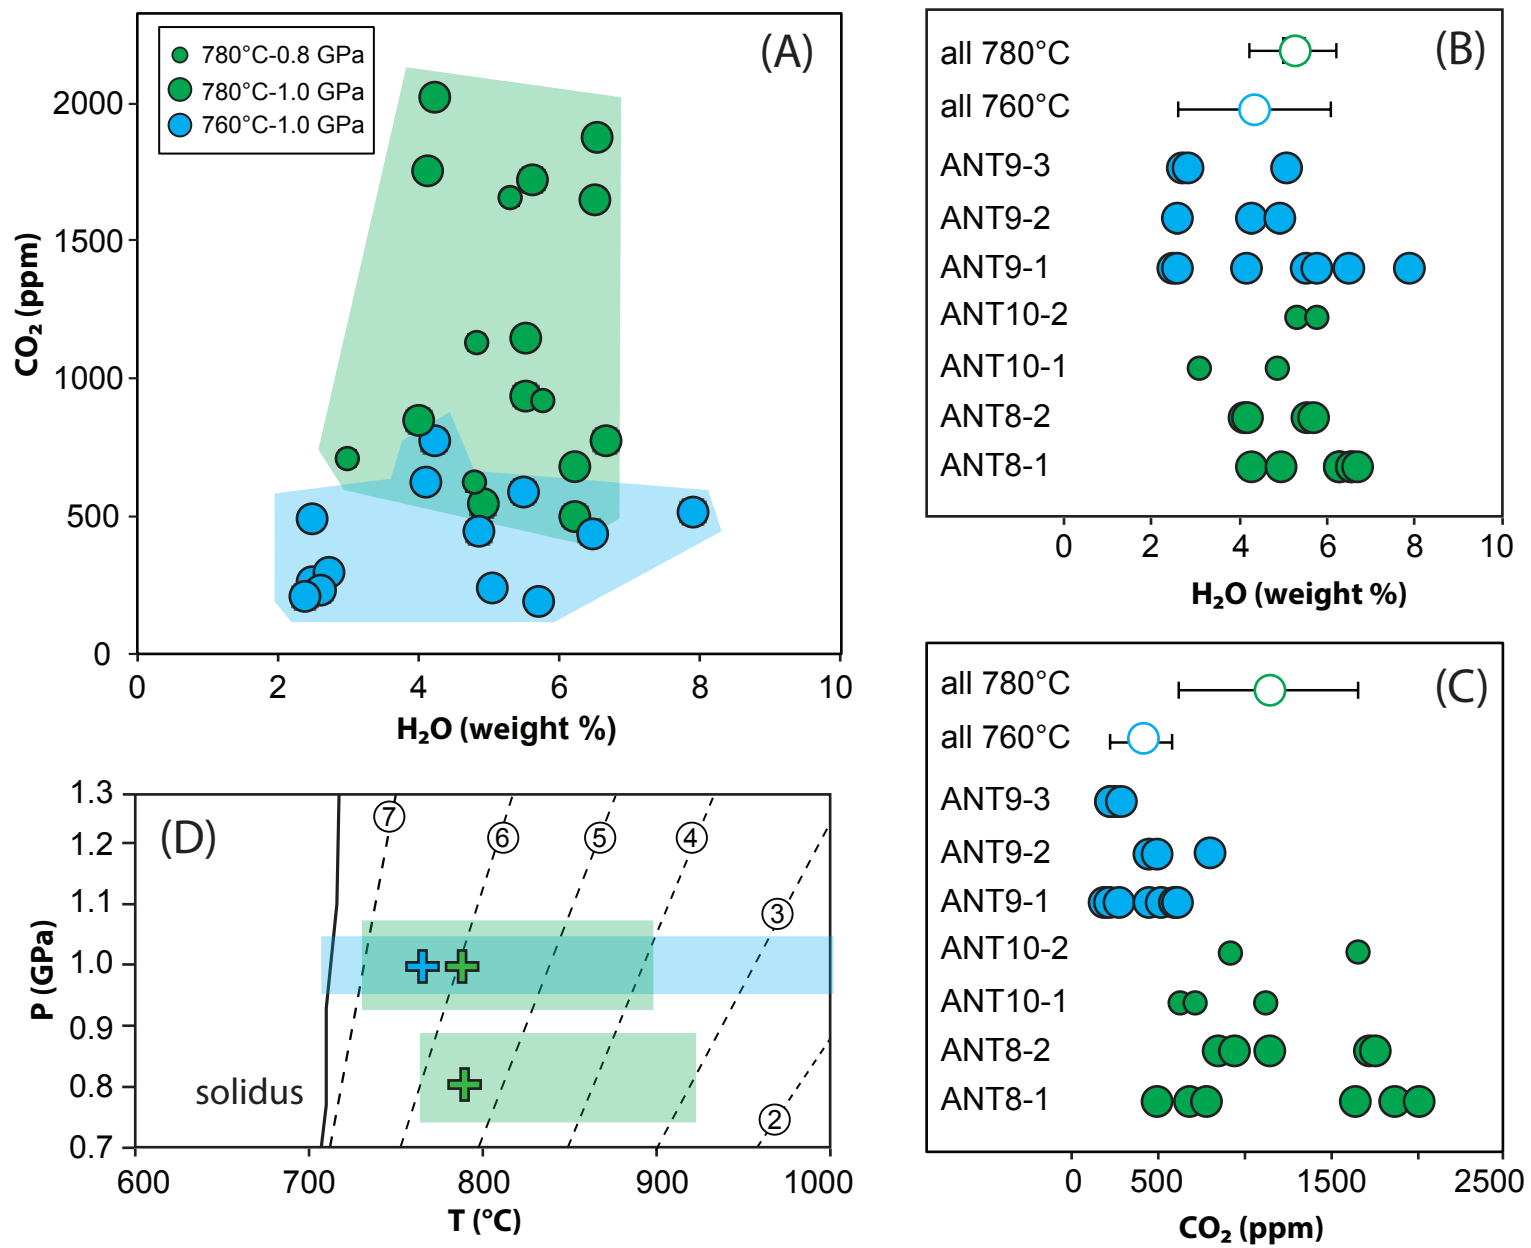 (A)
780°C-0.8 GPa
780°C-1.0 GPa
760°C-1.0 GPa
2000
1500
1000
500
0
CO₂ (ppm)
0 2 4 6 8 10
H₂O (weight %)
(B)
all 780°C
all 760°C
ANT9-3
ANT9-2
ANT9-1
ANT10-2
ANT10-1
ANT8-2
ANT8-1
0 2 4 6 8 10
H₂O (weight %)
(C)
all 780°C
all 760°C
ANT9-3
ANT9-2
ANT9-1
ANT10-2
ANT10-1
ANT8-2
ANT8-1
0 500 1500 2500
CO₂ (ppm)
(D)
1.3
1.2
1.1
1.0
0.9
0.8
0.7
P (GPa)
7
6
5
4
3
2
solidus
600 700 800 900 1000
T (°C)